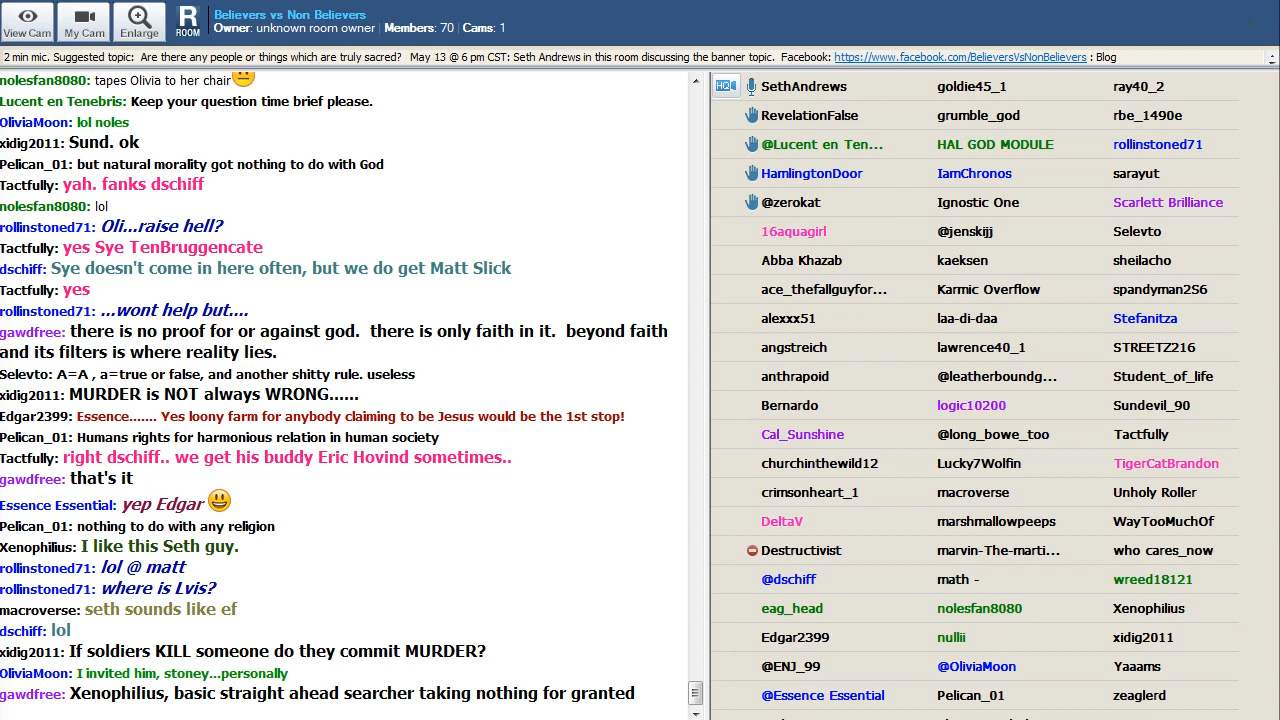 Believers vs Non Believers
Owner: unknown room owner | Members: 70 | Cams: 1
View Cam
My Cam
Enlarge
R
ROOM
2 min mic. Suggested topic: Are there any people or things which are truly sacred? May 13 @ 6 pm CST: Seth Andrews in this room discussing the banner topic. Facebook: https://www.facebook.com/BelieversVsNonBelievers : Blog
nolesfan8080: tapes Olivia to her chair
Lucent en Tenebris: Keep your question time brief please.
OliviaMoon: lol noles
xidig2011: Sund. ok
Pelican_01: but natural morality got nothing to do with God
Tactfully: yah. fanks dschiff
nolesfan8080: lol
rollinstoned71: Oli...raise hell?
Tactfully: yes Sye TenBruggencate
dschiff: Sye doesn't come in here often, but we do get Matt Slick
Tactfully: yes
rollinstoned71: ...wont help but....
gawdfree: there is no proof for or against god. there is only faith in it. beyond faith
and its filters is where reality lies.
Selevto: A=A , a=true or false, and another shitty rule. useless
xidig2011: MURDER is NOT always WRONG......
Edgar2399: Essence....... Yes loony farm for anybody claiming to be Jesus would be the 1st stop!
Pelican_01: Humans rights for harmonious relation in human society
Tactfully: right dschiff.. we get his buddy Eric Hovind sometimes..
gawdfree: that's it
Essence Essential: yep Edgar
Pelican_01: nothing to do with any religion
Xenophilius: I like this Seth guy.
rollinstoned71: lol @ matt
rollinstoned71: where is Lvis?
macroverse: seth sounds like ef
dschiff: lol
xidig2011: If soldiers KILL someone do they commit MURDER?
OliviaMoon: I invited him, stoney...personally
gawdfree: Xenophilius, basic straight ahead searcher taking nothing for granted
HQ
SethAndrews goldie45_1 ray40_2
RevelationFalse grumble_god rbe_1490e
@Lucent en Ten... HAL GOD MODULE rollinstoned71
HamlingtonDoor IamChronos sarayut
@zerokat Ignostic One Scarlett Brilliance
16aquagirl @jenskijj Selevto
Abba Khazab kaeksen sheilacho
ace_thefallguyfor... Karmic Overflow spandyman2S6
alexxx51 laa-di-daa Stefanitza
angstreich lawrence40_1 STREETZ216
anthrapoid @leatherboundg... Student_of_life
Bernardo logic10200 Sundevil_90
Cal_Sunshine @long_bowe_too Tactfully
churchinthewild12 Lucky7Wolfin TigerCatBrandon
crimsonheart_1 macroverse Unholy Roller
DeltaV marshmallowpeeps WayTooMuchOf
Destructivist marvin-The-marti... who cares_now
@dschiff math - wreed18121
eag_head nolesfan8080 Xenophilius
Edgar2399 nullii xidig2011
@ENJ_99 @OliviaMoon Yaaams
@Essence Essential Pelican_01 zeaglerd